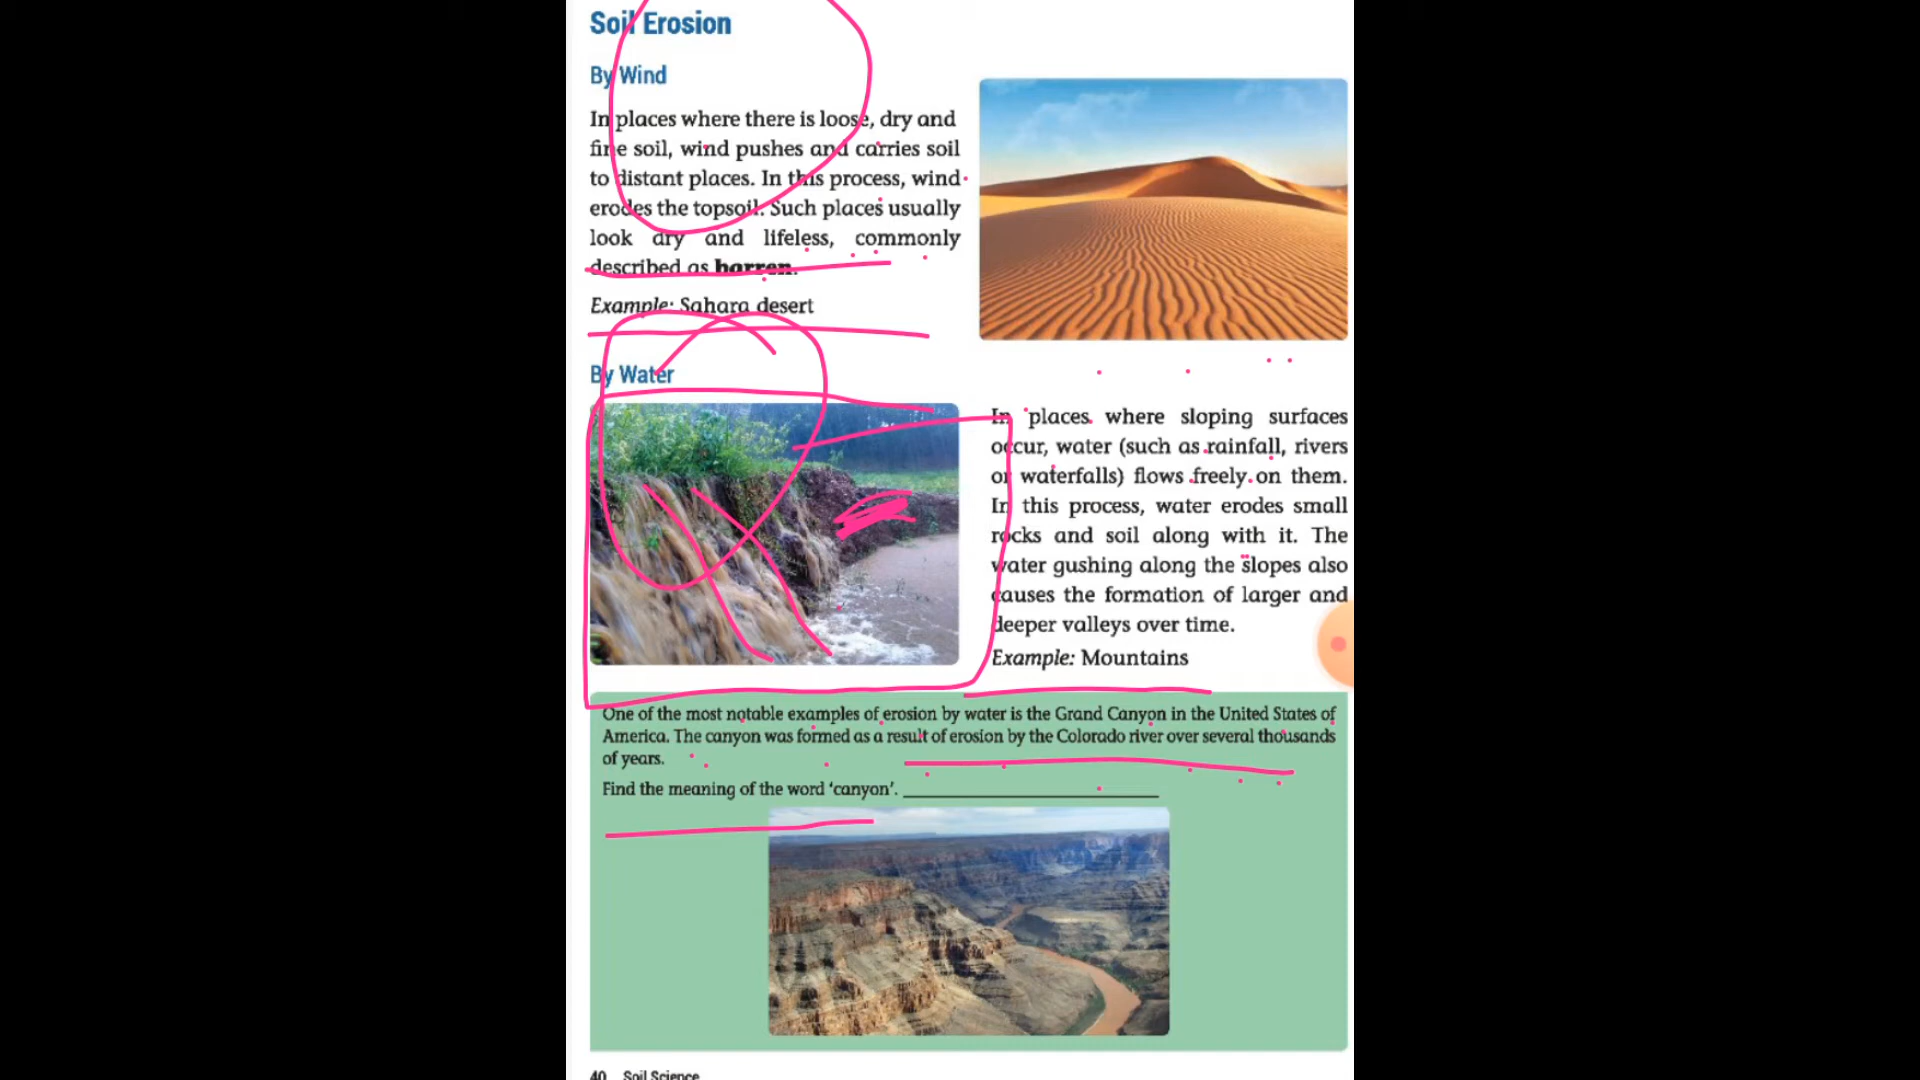 Soil Erosion
By Wind
In places where there is loose, dry and
fine soil, wind pushes and carries soil
to distant places. In this process, wind
erodes the topsoil. Such places usually
look dry and lifeless, commonly
described as barren.
Example: Sahara desert
By Water
In places where sloping surfaces
occur, water (such as rainfall, rivers
or waterfalls) flows freely on them.
In this process, water erodes small
rocks and soil along with it. The
water gushing along the slopes also
causes the formation of larger and
deeper valleys over time.
Example: Mountains
One of the most notable examples of erosion by water is the Grand Canyon in the United States of
America. The canyon was formed as a result of erosion by the Colorado river over several thousands
of years.
Find the meaning of the word ‘canyon’.
40 Soil Science